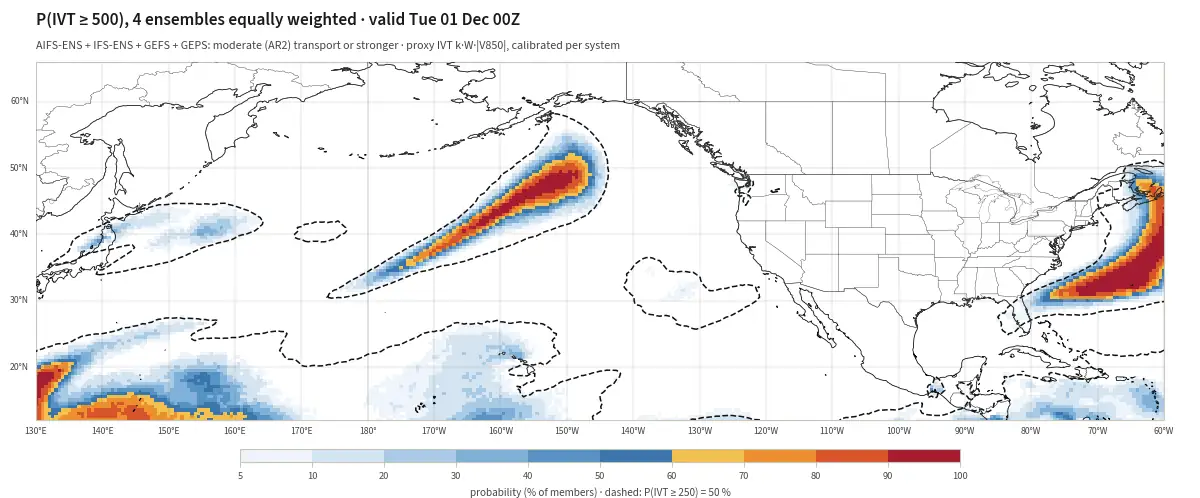 P(IVT ≥ 500), 4 ensembles equally weighted · valid Tue 01 Dec 00Z
AIFS-ENS + IFS-ENS + GEFS + GEPS: moderate (AR2) transport or stronger · proxy IVT k·W·|V850|, calibrated per system
60°N
50°N
40°N
30°N
20°N
130°E 140°E 150°E 160°E 170°E 180° 170°W 160°W 150°W 140°W 130°W 120°W 110°W 100°W 90°W 80°W 70°W 60°W
5 10 20 30 40 50 60 70 80 90 100
probability (% of members) · dashed: P(IVT ≥ 250) = 50 %